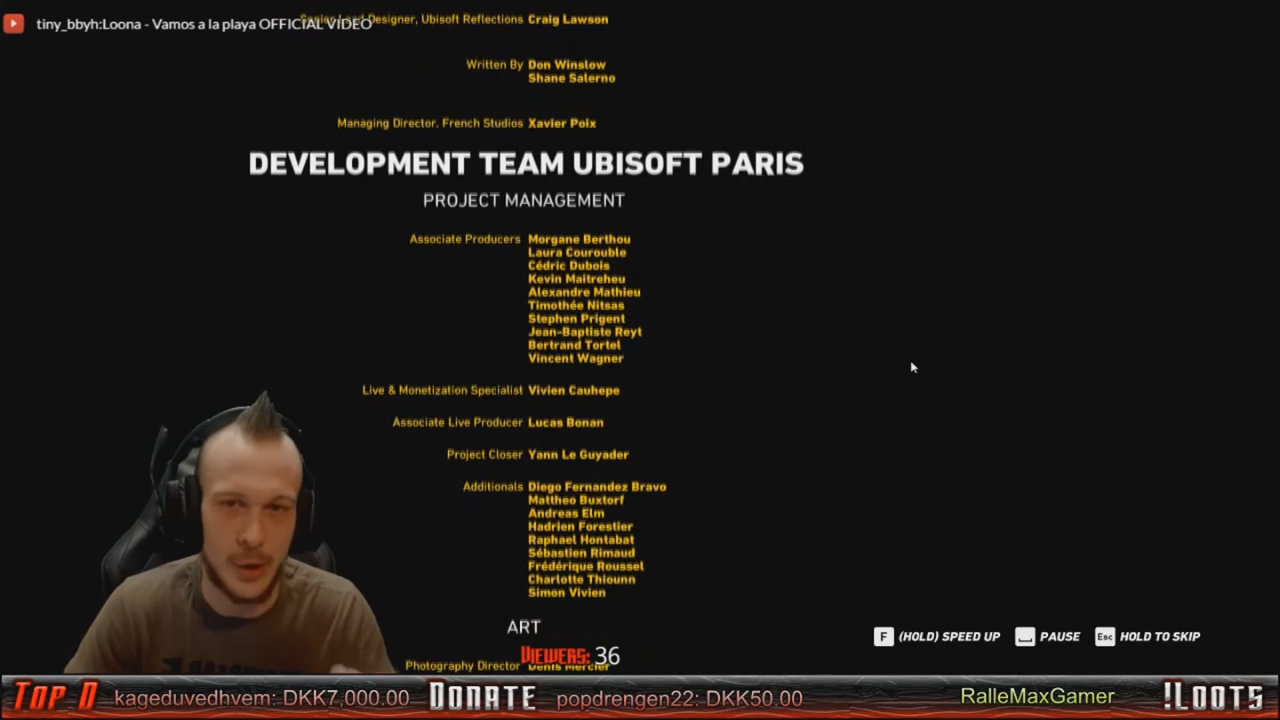 tiny_bbyh:Loona - Vamos a la playa OFFICIAL VIDEO
Designer, Ubisoft Reflections Craig Lawson
Written By Don Winslow
Shane Salerno
Managing Director, French Studios Xavier Poix
DEVELOPMENT TEAM UBISOFT PARIS
PROJECT MANAGEMENT
Associate Producers Morgane Berthou
Laura Courouble
Cédric Dubois
Kevin Maitreheu
Alexandre Mathieu
Timothée Nitsas
Stephen Prigent
Jean-Baptiste Reyt
Bertrand Tortel
Vincent Wagner
Live & Monetization Specialist Vivien Cauhepe
Associate Live Producer Lucas Bonan
Project Closer Yann Le Guyader
Additionals Diego Fernandez Bravo
Mattheo Buxtorf
Andreas Elm
Hadrien Forestier
Raphael Hontabat
Sébastien Rimaud
Frédérique Roussel
Charlotte Thiounn
Simon Vivien
ART
Photography Director Denis Mercier
VIEWERS: 36
F (HOLD) SPEED UP PAUSE Esc HOLD TO SKIP
TOP D kageduvedhvem: DKK7,000.00 DONATE popdrengen22: DKK50.00 RalleMaxGamer !LOOTS